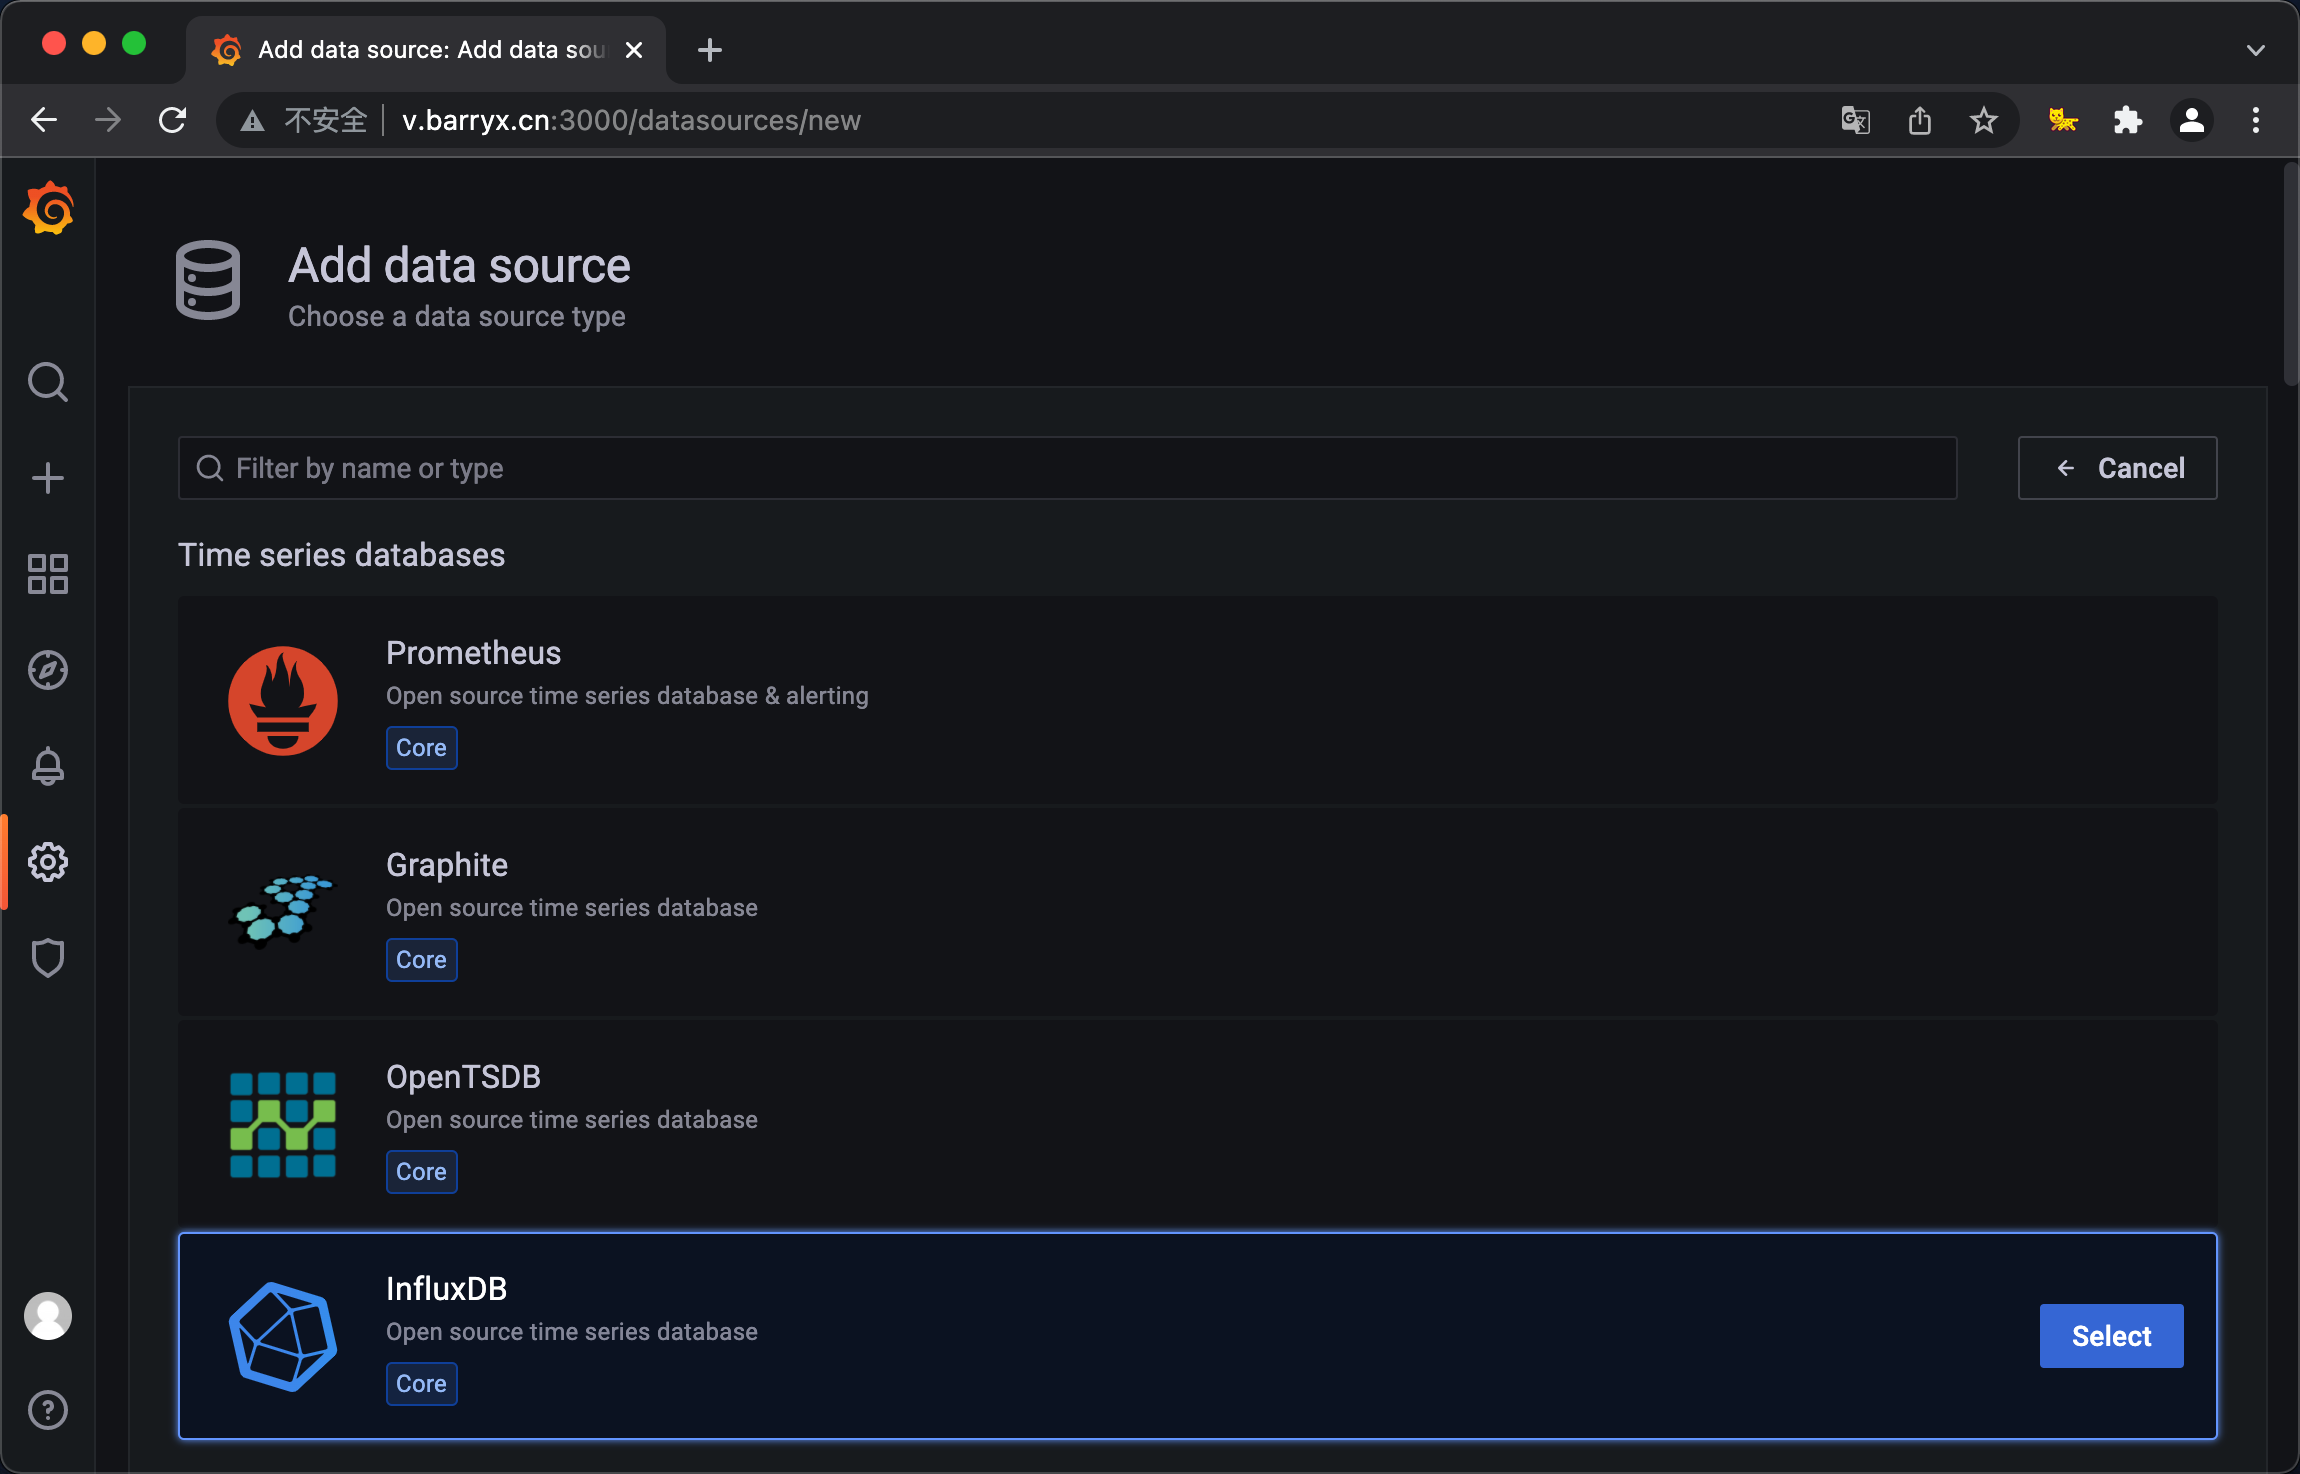 Add data source: Add data sou
不安全 v.barryx.cn:3000/datasources/new
Add data source
Choose a data source type
Filter by name or type
Cancel
Time series databases
Prometheus
Open source time series database & alerting
Core
Graphite
Open source time series database
Core
OpenTSDB
Open source time series database
Core
InfluxDB
Open source time series database
Core
Select